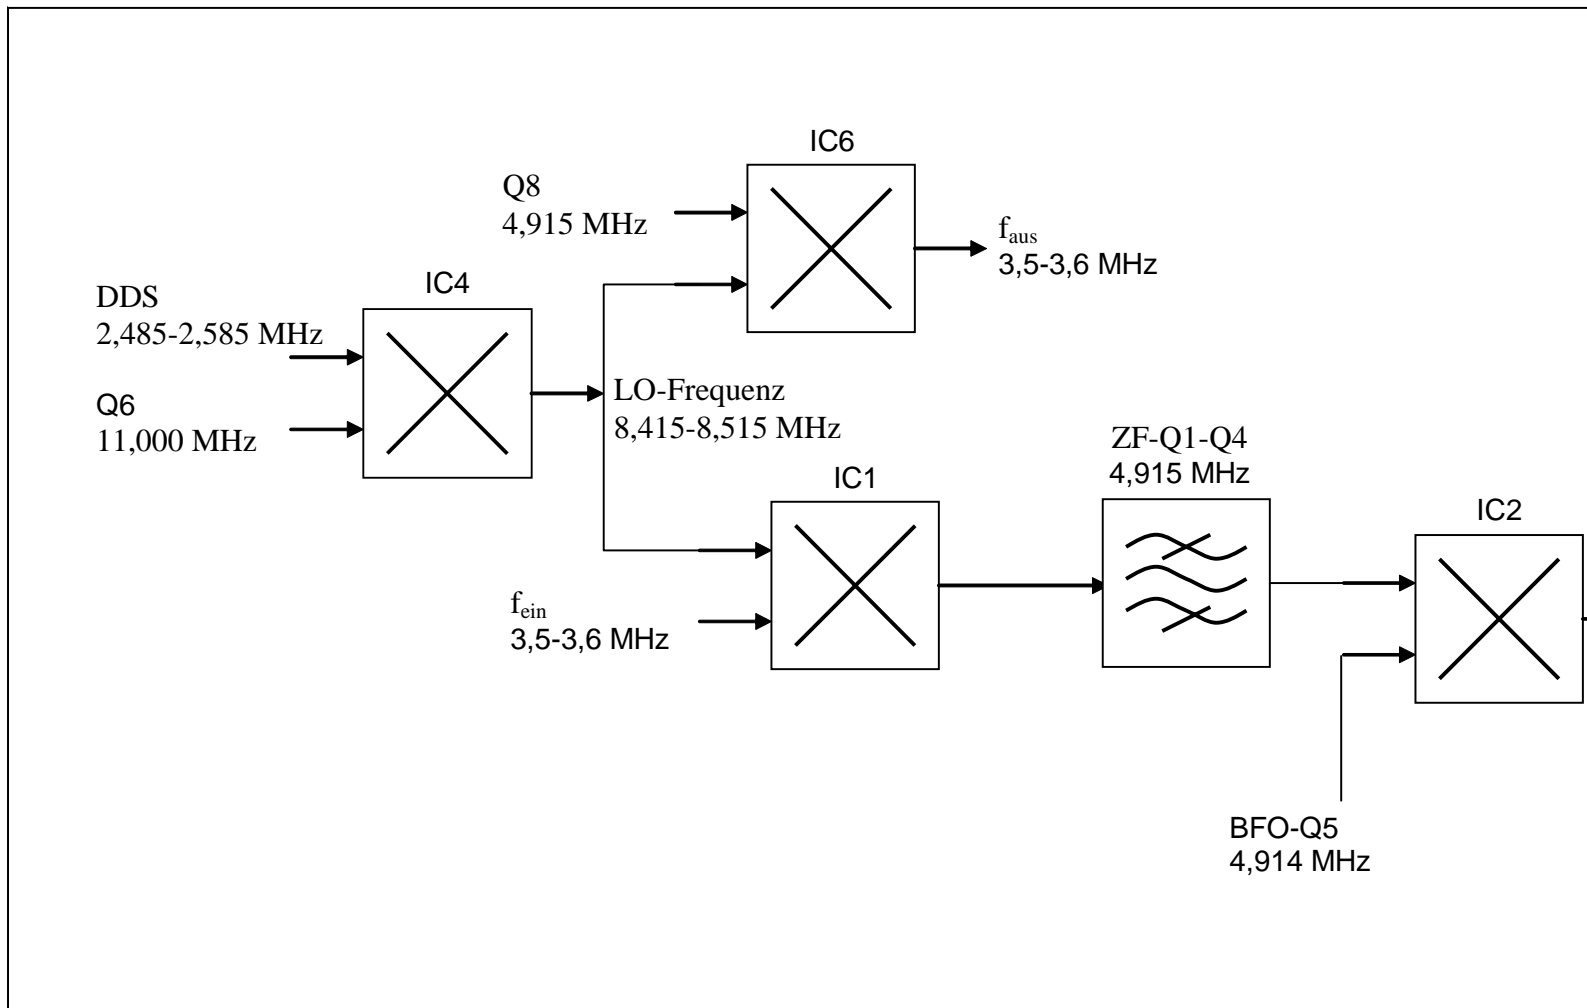 IC6
Q8
4,915 MHz
f_aus
3,5-3,6 MHz
IC4
DDS
2,485-2,585 MHz
Q6
11,000 MHz
LO-Frequenz
8,415-8,515 MHz
IC1
f_ein
3,5-3,6 MHz
ZF-Q1-Q4
4,915 MHz
IC2
BFO-Q5
4,914 MHz